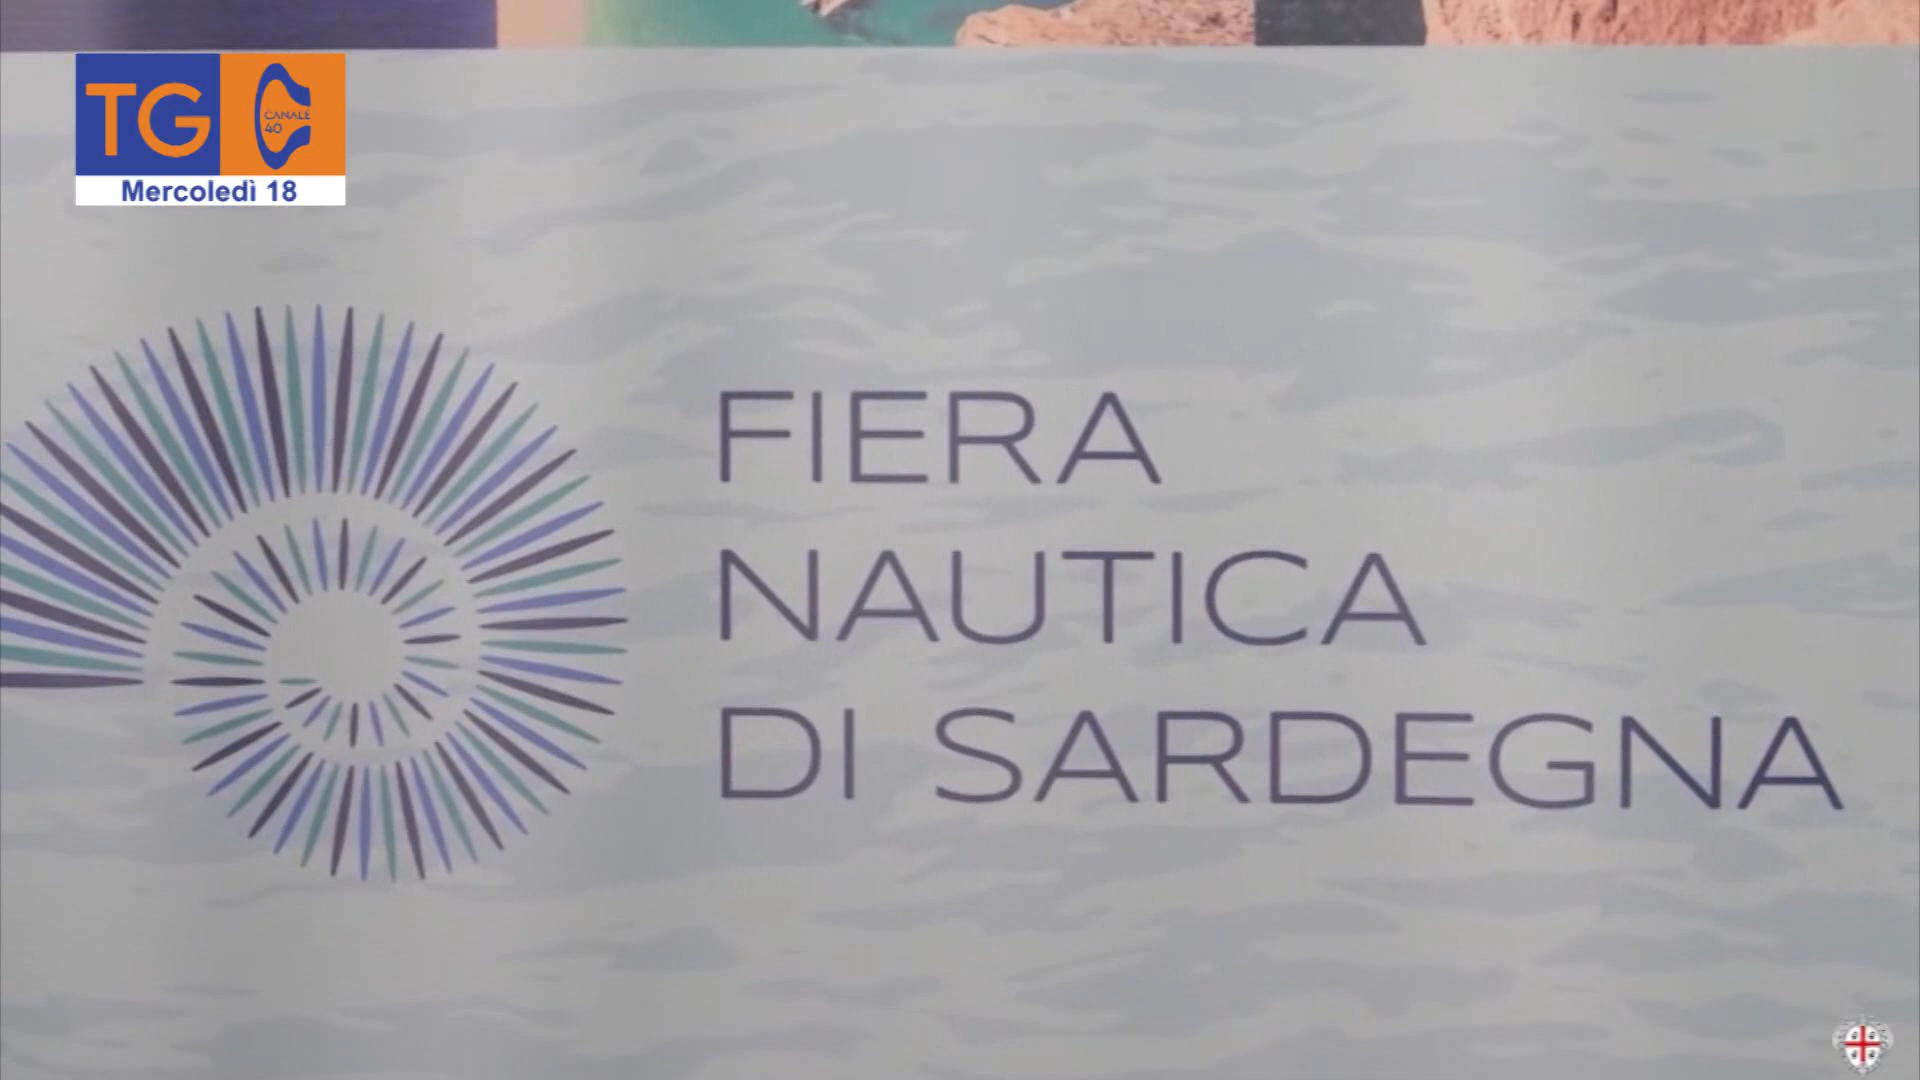 TG
CANALE
40
Mercoledì 18
FIERA
NAUTICA
DI SARDEGNA